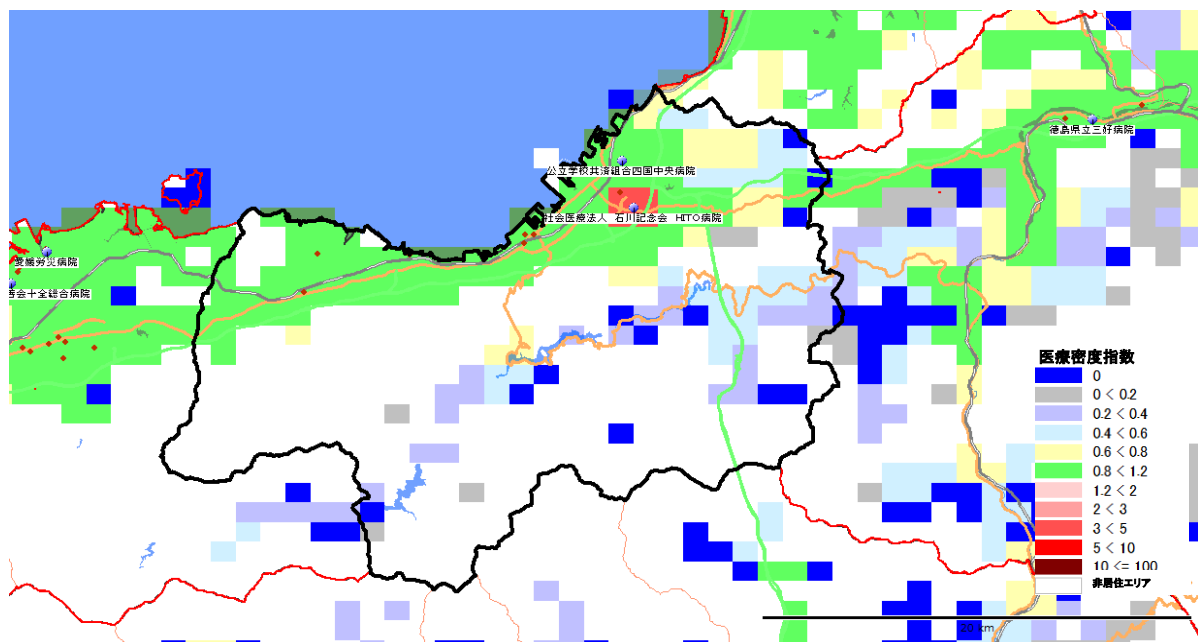 徳島県立三好病院
公立学校共済組合四国中央病院
社会医療法人 石川記念会 HITO病院
愛媛労災病院
善会十全総合病院
医療密度指数
0
0 < 0.2
0.2 < 0.4
0.4 < 0.6
0.6 < 0.8
0.8 < 1.2
1.2 < 2
2 < 3
3 < 5
5 < 10
10 <= 100
非居住エリア
20 km